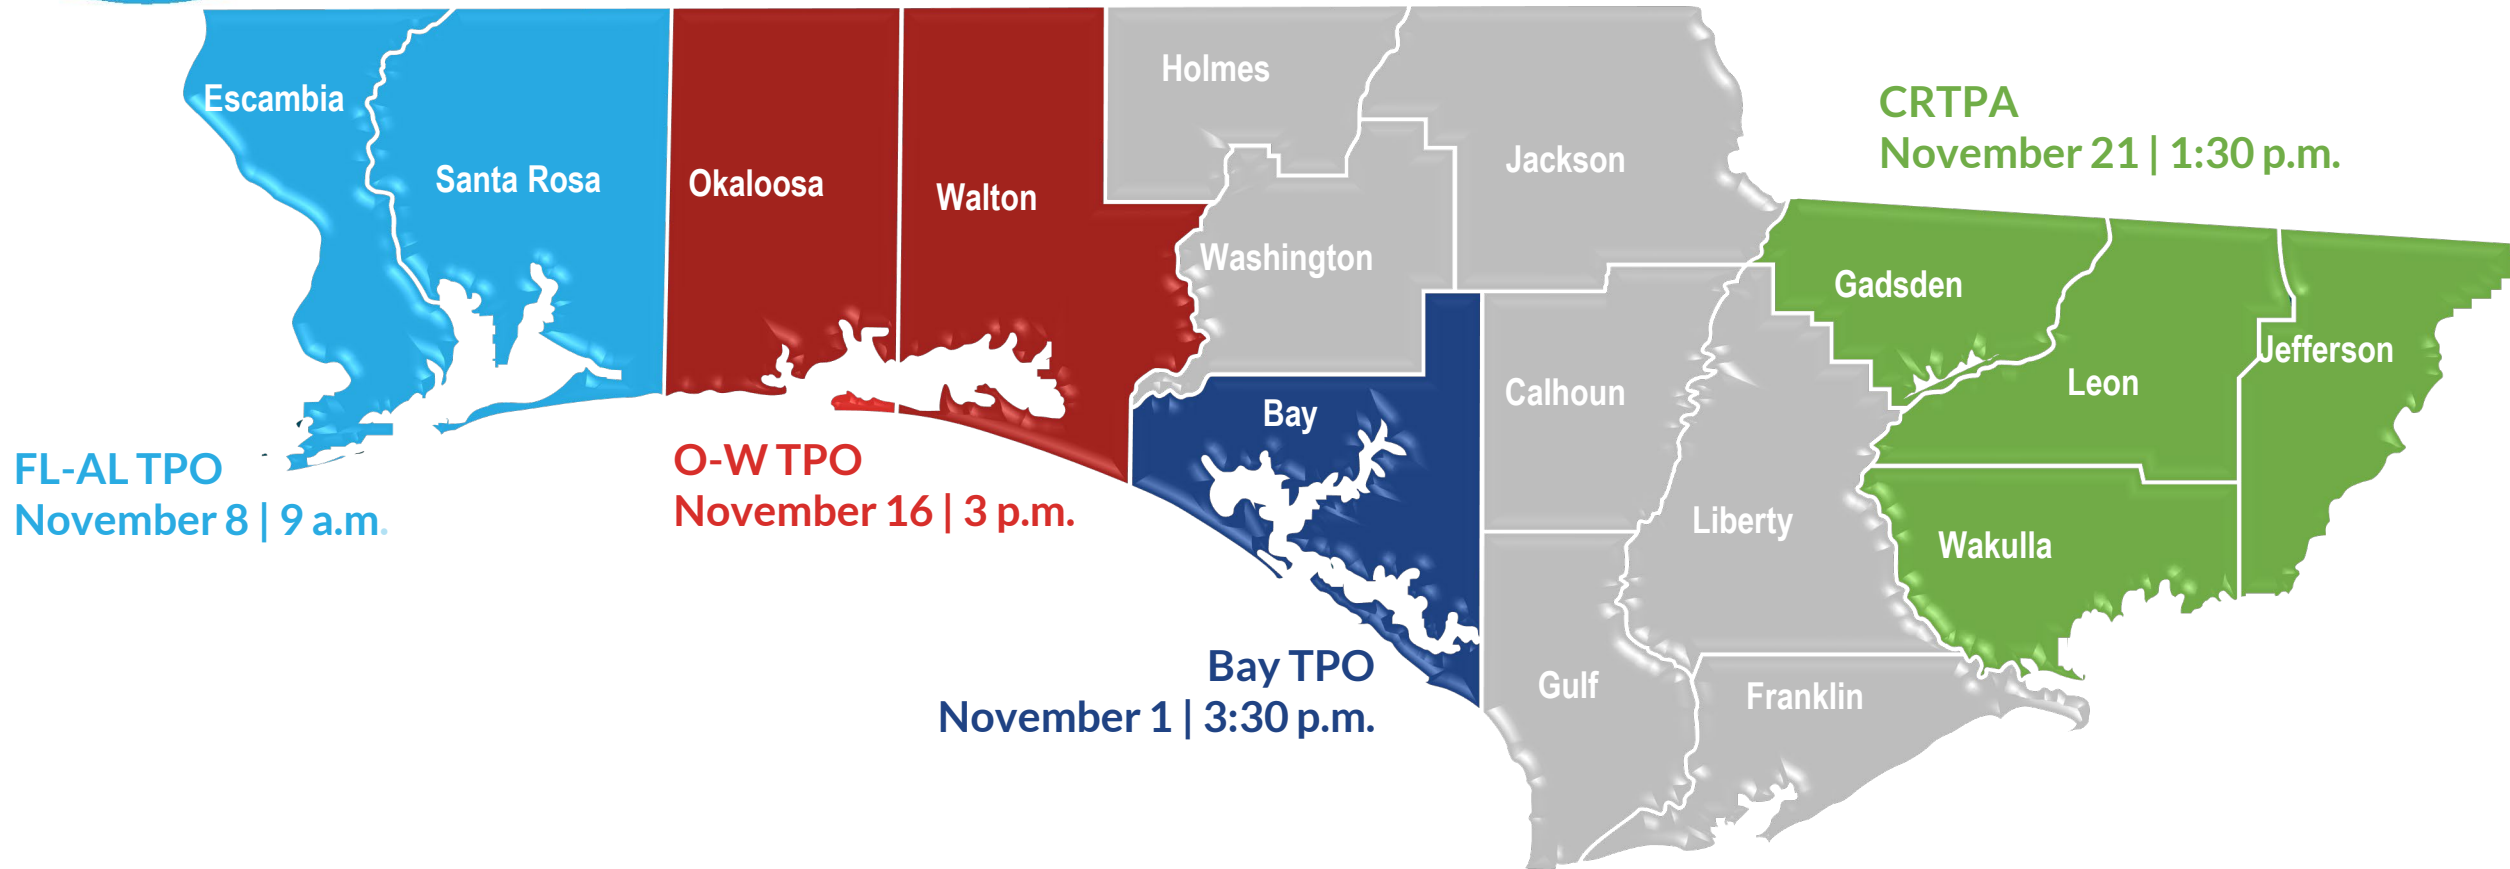 Escambia
Santa Rosa
Okaloosa
Walton
Holmes
Washington
Jackson
Bay
Calhoun
Gulf
Liberty
Franklin
Gadsden
Leon
Jefferson
Wakulla
CRTPA
November 21 | 1:30 p.m.
FL-AL TPO
November 8 | 9 a.m.
O-W TPO
November 16 | 3 p.m.
Bay TPO
November 1 | 3:30 p.m.